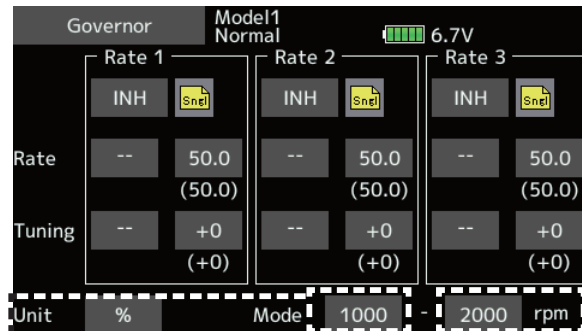 Governor Model1
Normal 6.7V
Rate 1 Rate 2 Rate 3
INH Sngl INH Sngl INH Sngl
Rate -- 50.0 -- 50.0 -- 50.0
(50.0) (50.0) (50.0)
Tuning -- +0 -- +0 -- +0
(+0) (+0) (+0)
Unit % Mode 1000 - 2000 rpm